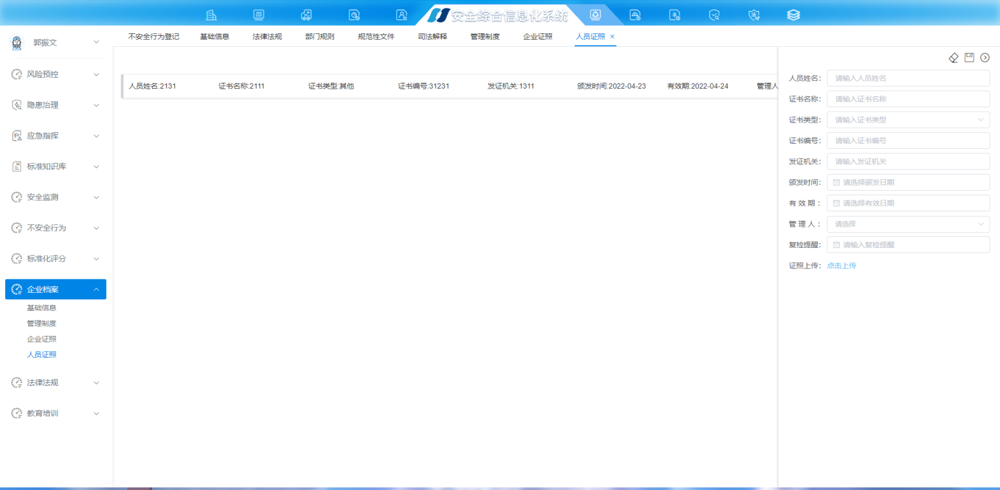 安全综合信息化系统
郭振文
不安全行为登记 基础信息 法律法规 部门规则 规范性文件 司法解释 管理制度 企业证照 人员证照 ×
风险预控
隐患治理
应急指挥
标准知识库
安全监测
不安全行为
标准化评分
企业档案
基础信息
管理制度
企业证照
人员证照
法律法规
教育培训
人员姓名:2131 证书名称:2111 证书类型:其他 证书编号:31231 发证机关:1311 颁发时间:2022-04-23 有效期:2022-04-24 管理人
人员姓名: 请输入人员姓名
证书名称: 请输入证书名称
证书类型: 请输入证书类型
证书编号: 请输入证书编号
发证机关: 请输入发证机关
颁发时间: 请选择颁发日期
有 效 期 : 请选择有效日期
管 理 人 : 请选择
复检提醒: 请输入复检提醒
证照上传: 点击上传